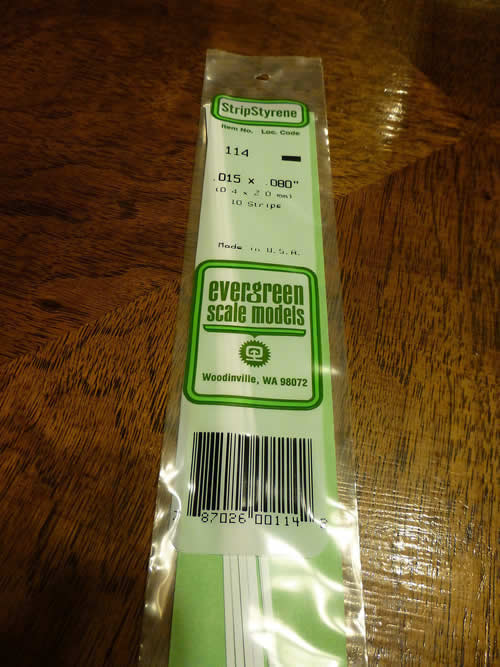 StripStyrene
Item No. Loc. Code
114
.015 x .080"
(0.4 x 2.0 mm)
10 Strips
Made in U.S.A.
evergreen
scale models
Woodinville, WA 98072
87026 00114